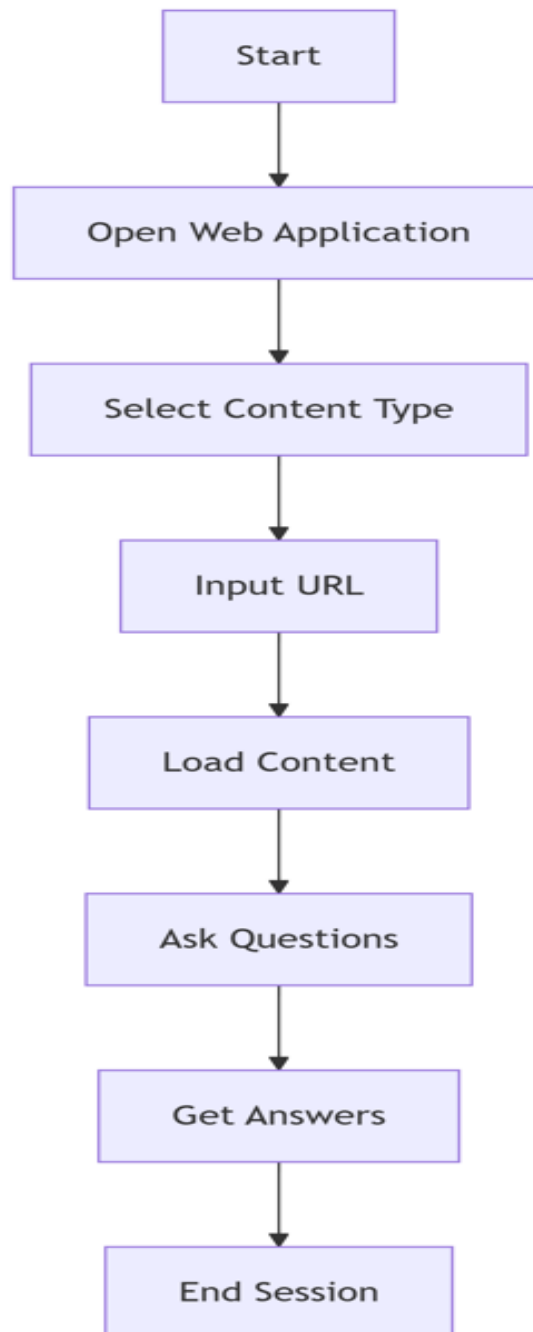 Start
Open Web Application
Select Content Type
Input URL
Load Content
Ask Questions
Get Answers
End Session